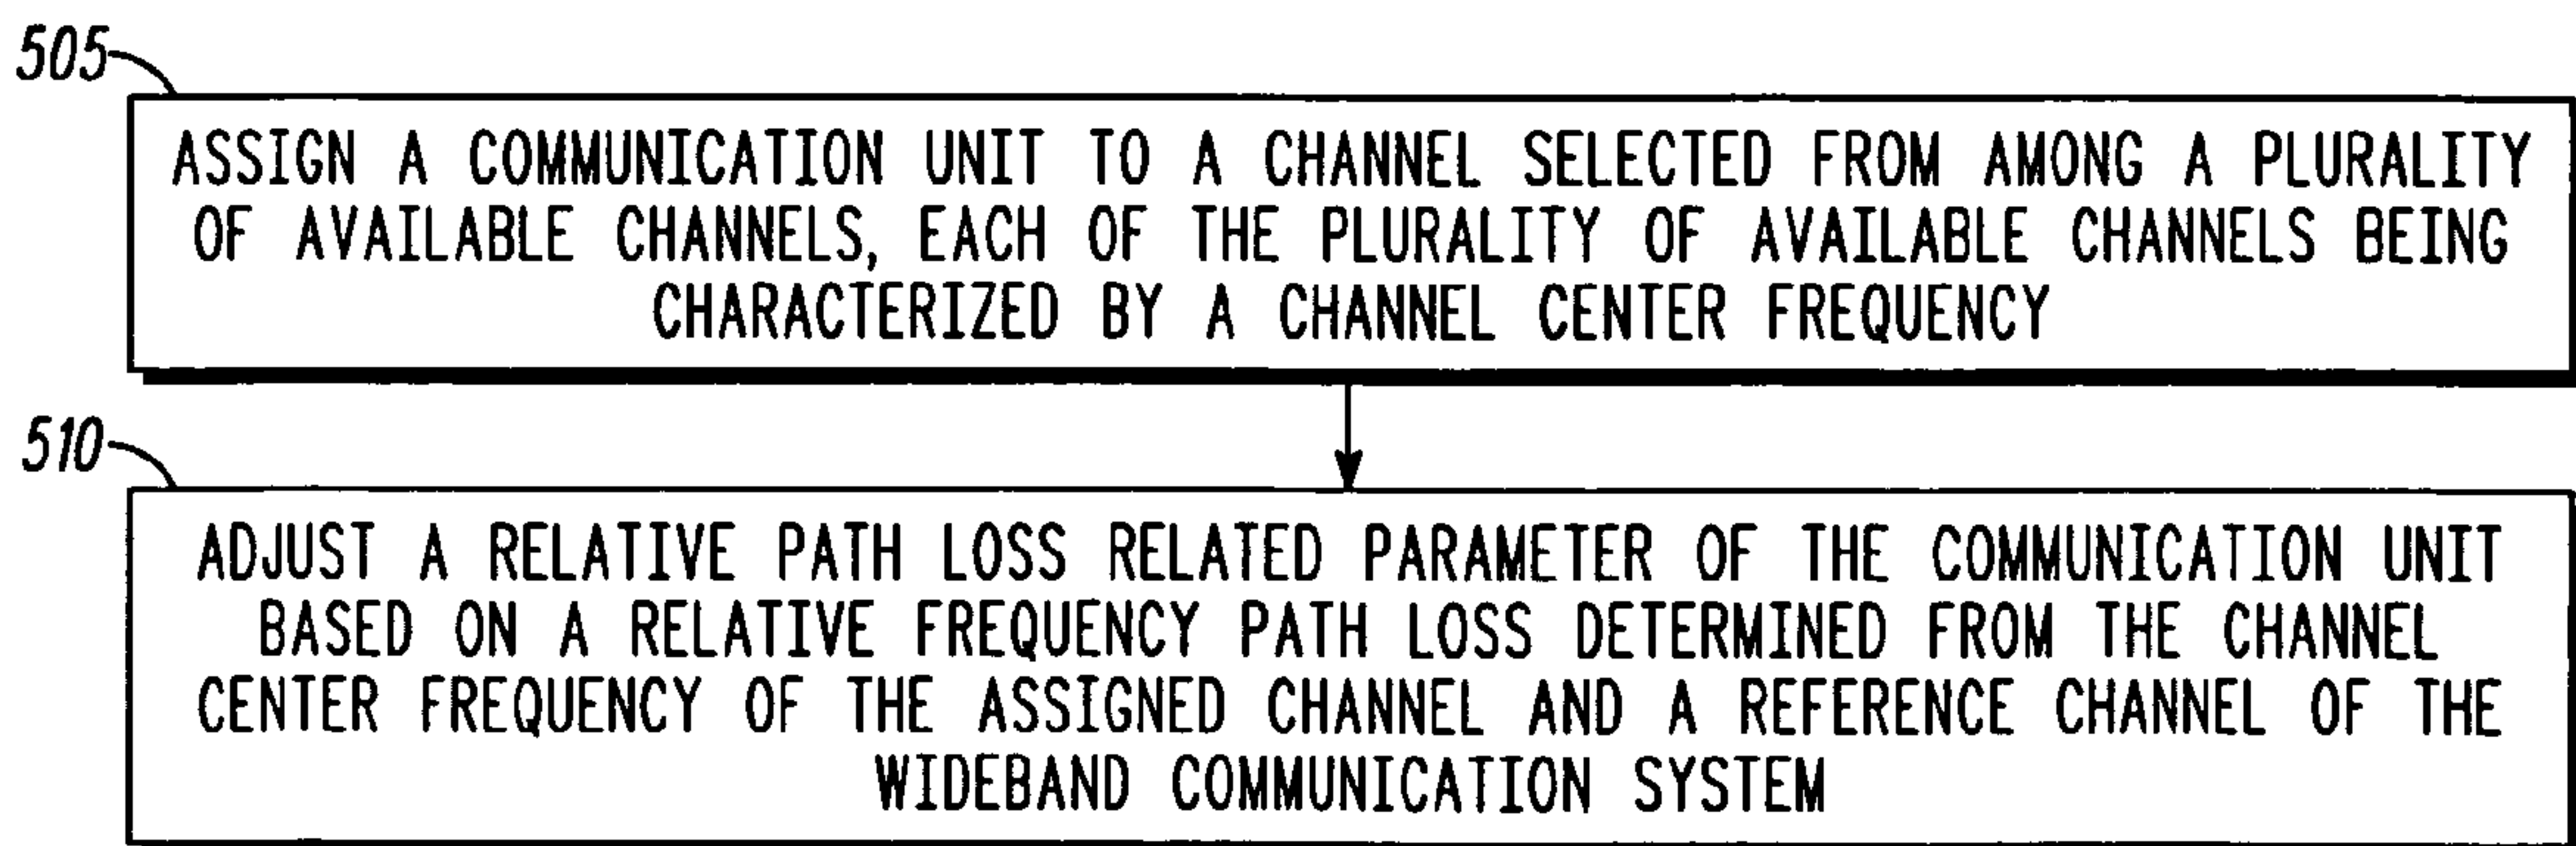 505
ASSIGN A COMMUNICATION UNIT TO A CHANNEL SELECTED FROM AMONG A PLURALITY
OF AVAILABLE CHANNELS, EACH OF THE PLURALITY OF AVAILABLE CHANNELS BEING
CHARACTERIZED BY A CHANNEL CENTER FREQUENCY
510
ADJUST A RELATIVE PATH LOSS RELATED PARAMETER OF THE COMMUNICATION UNIT
BASED ON A RELATIVE FREQUENCY PATH LOSS DETERMINED FROM THE CHANNEL
CENTER FREQUENCY OF THE ASSIGNED CHANNEL AND A REFERENCE CHANNEL OF THE
WIDEBAND COMMUNICATION SYSTEM